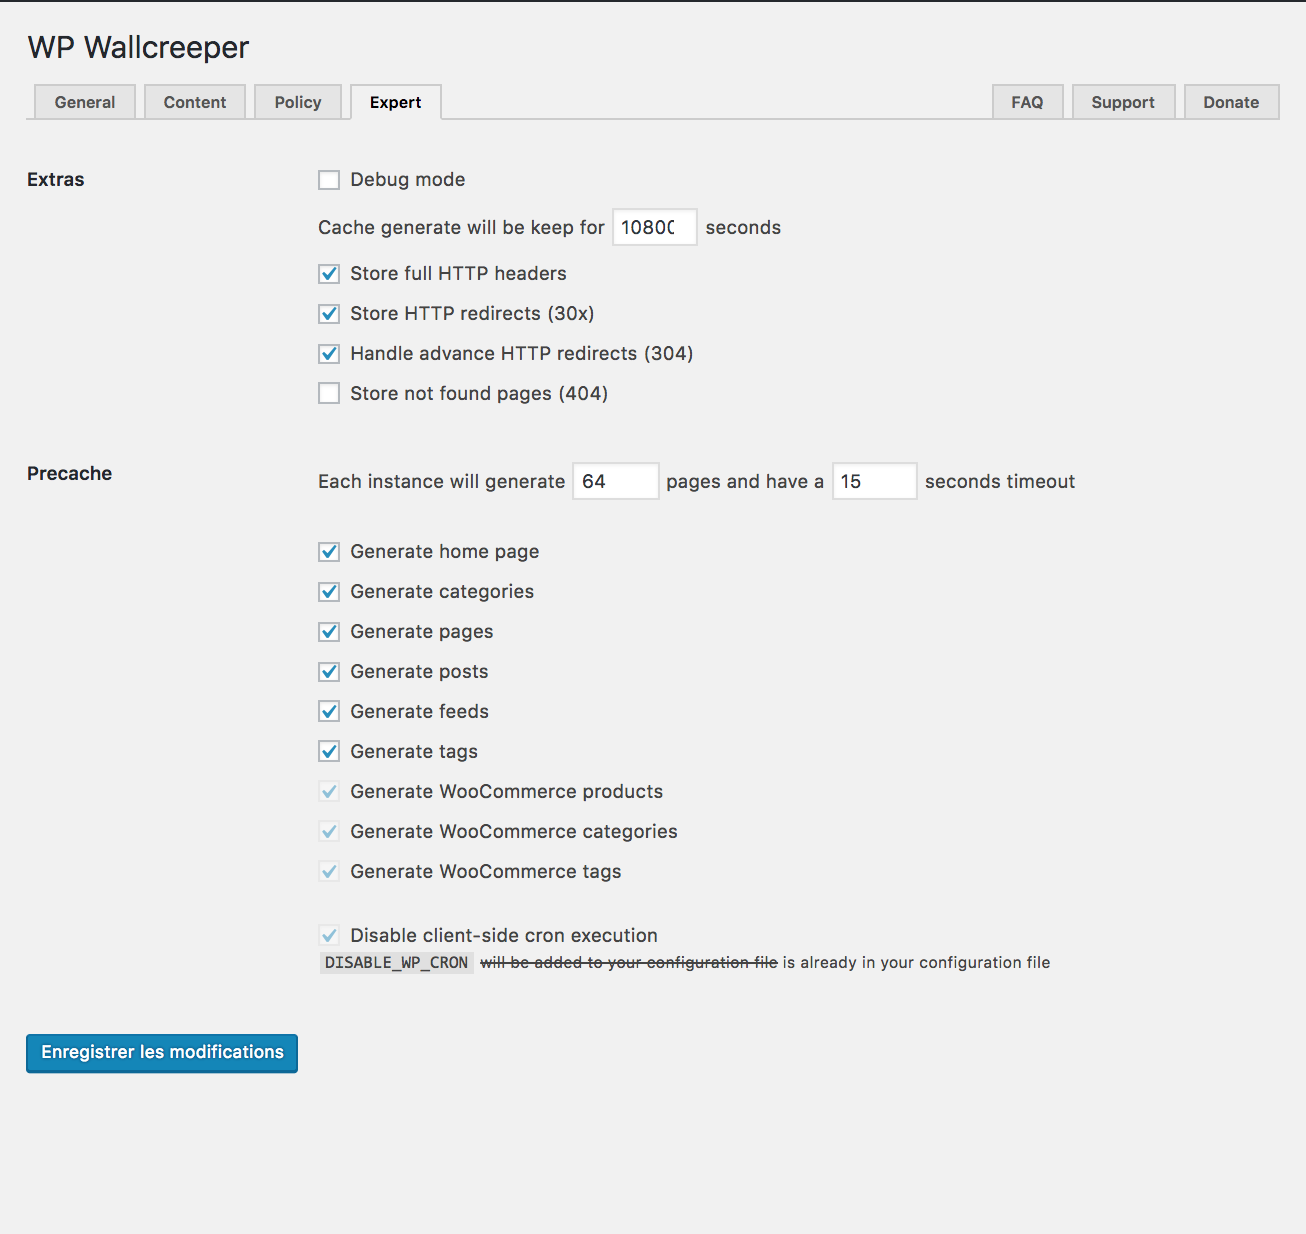 WP Wallcreeper
General Content Policy Expert FAQ Support Donate
Extras
Debug mode
Cache generate will be keep for 10800 seconds
Store full HTTP headers
Store HTTP redirects (30x)
Handle advance HTTP redirects (304)
Store not found pages (404)
Precache
Each instance will generate 64 pages and have a 15 seconds timeout
Generate home page
Generate categories
Generate pages
Generate posts
Generate feeds
Generate tags
Generate WooCommerce products
Generate WooCommerce categories
Generate WooCommerce tags
Disable client-side cron execution
DISABLE_WP_CRON will be added to your configuration file is already in your configuration file
Enregistrer les modifications